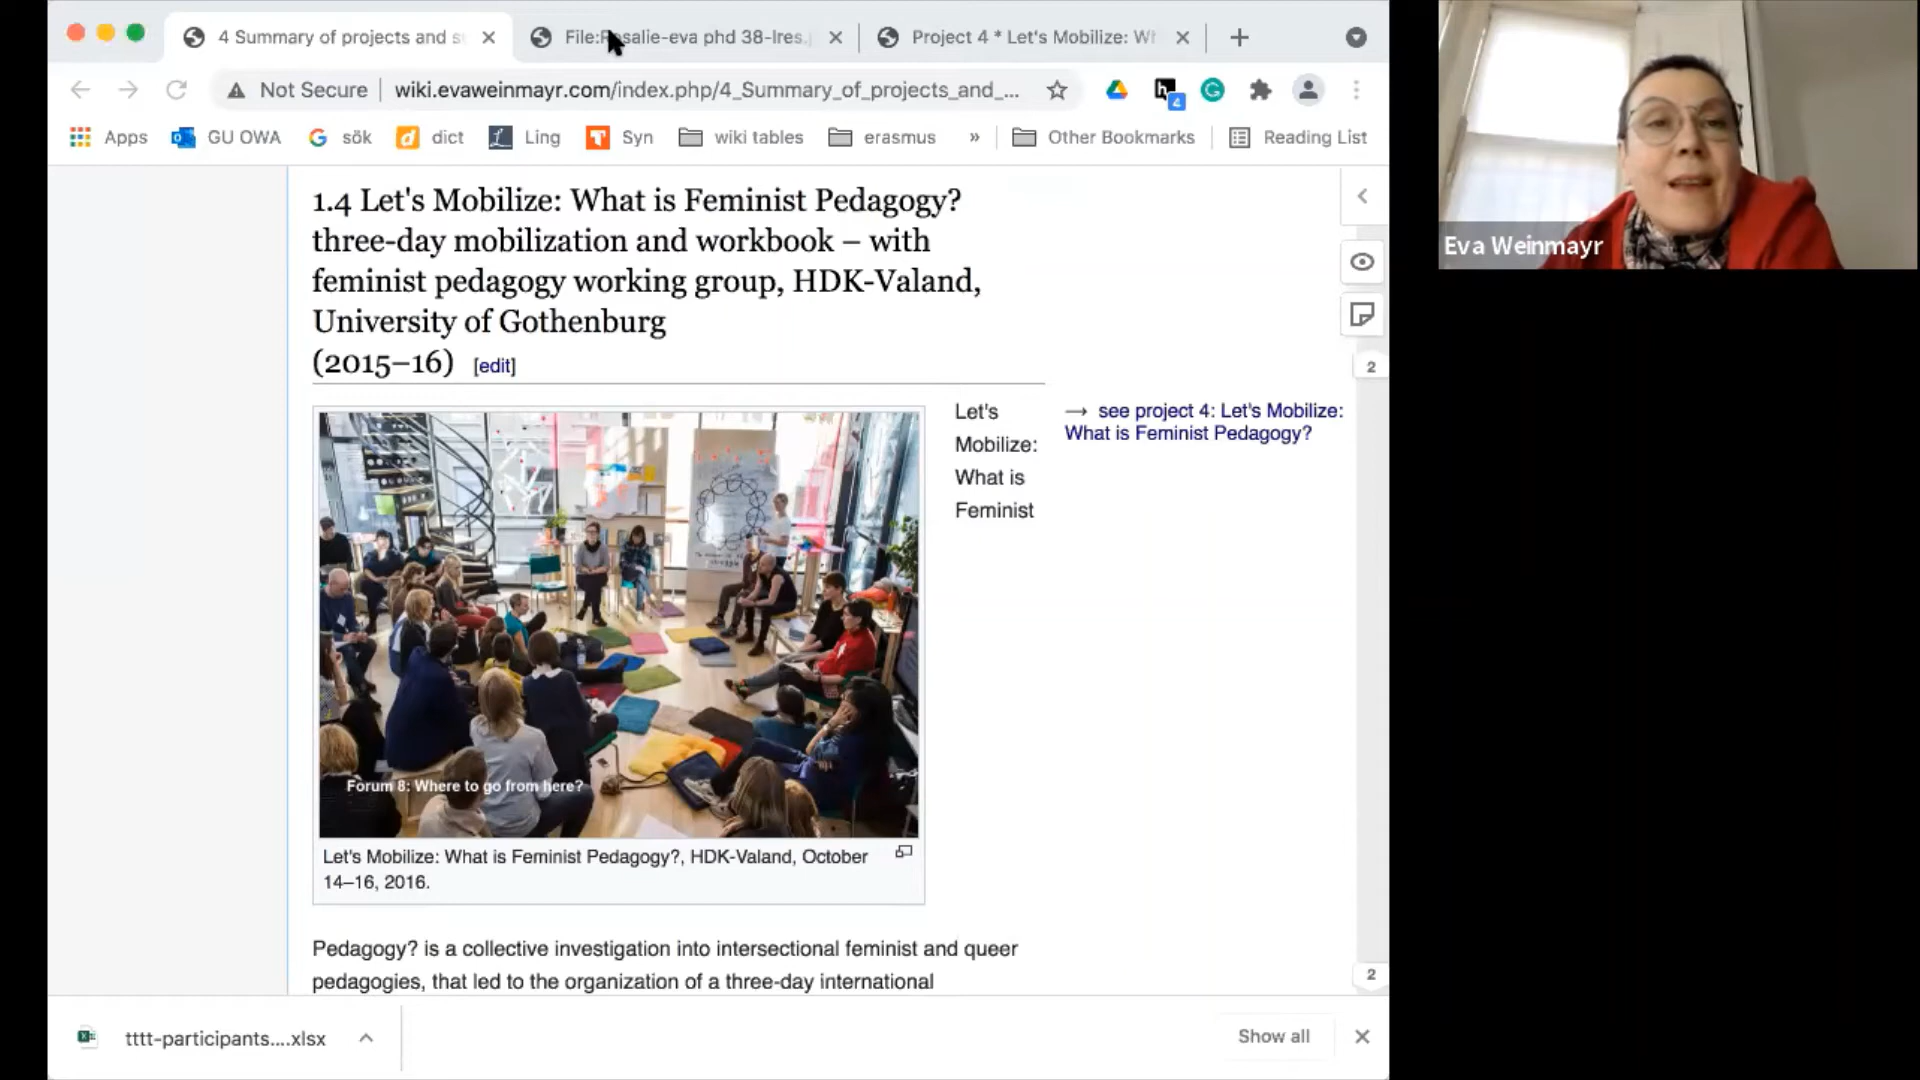 4 Summary of projects and s
File:Rosalie-eva phd 38-lres.
Project 4 * Let's Mobilize: Wh
Not Secure
wiki.evaweinmayr.com/index.php/4_Summary_of_projects_and_...
4
Apps
GU OWA
sök
dict
Ling
Syn
wiki tables
erasmus
»
Other Bookmarks
Reading List
1.4 Let's Mobilize: What is Feminist Pedagogy?
three-day mobilization and workbook – with
feminist pedagogy working group, HDK-Valand,
University of Gothenburg
(2015–16) [edit]
2
Let's
Mobilize:
What is
Feminist
→ see project 4: Let's Mobilize:
What is Feminist Pedagogy?
Forum 8: Where to go from here?
Let's Mobilize: What is Feminist Pedagogy?, HDK-Valand, October
14–16, 2016.
Pedagogy? is a collective investigation into intersectional feminist and queer
pedagogies, that led to the organization of a three-day international
2
tttt-participants....xlsx
Show all
Eva Weinmayr